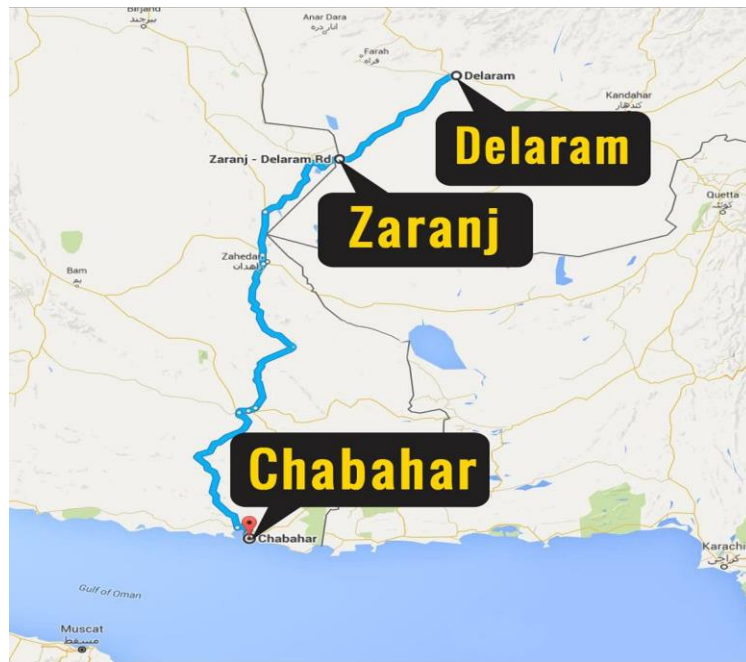 Birjand
بیرجند
Anar Dara
انار دره
Farah
فراه
Delaram
Kandahar
کندهار
Delaram
Zaranj - Delaram Rd
Quetta
کوئٹہ
Zaranj
Zahedan
زاهدان
Bam
بم
Chabahar
Chabahar
Karachi
کراچی
Gulf of Oman
Muscat
مسقط